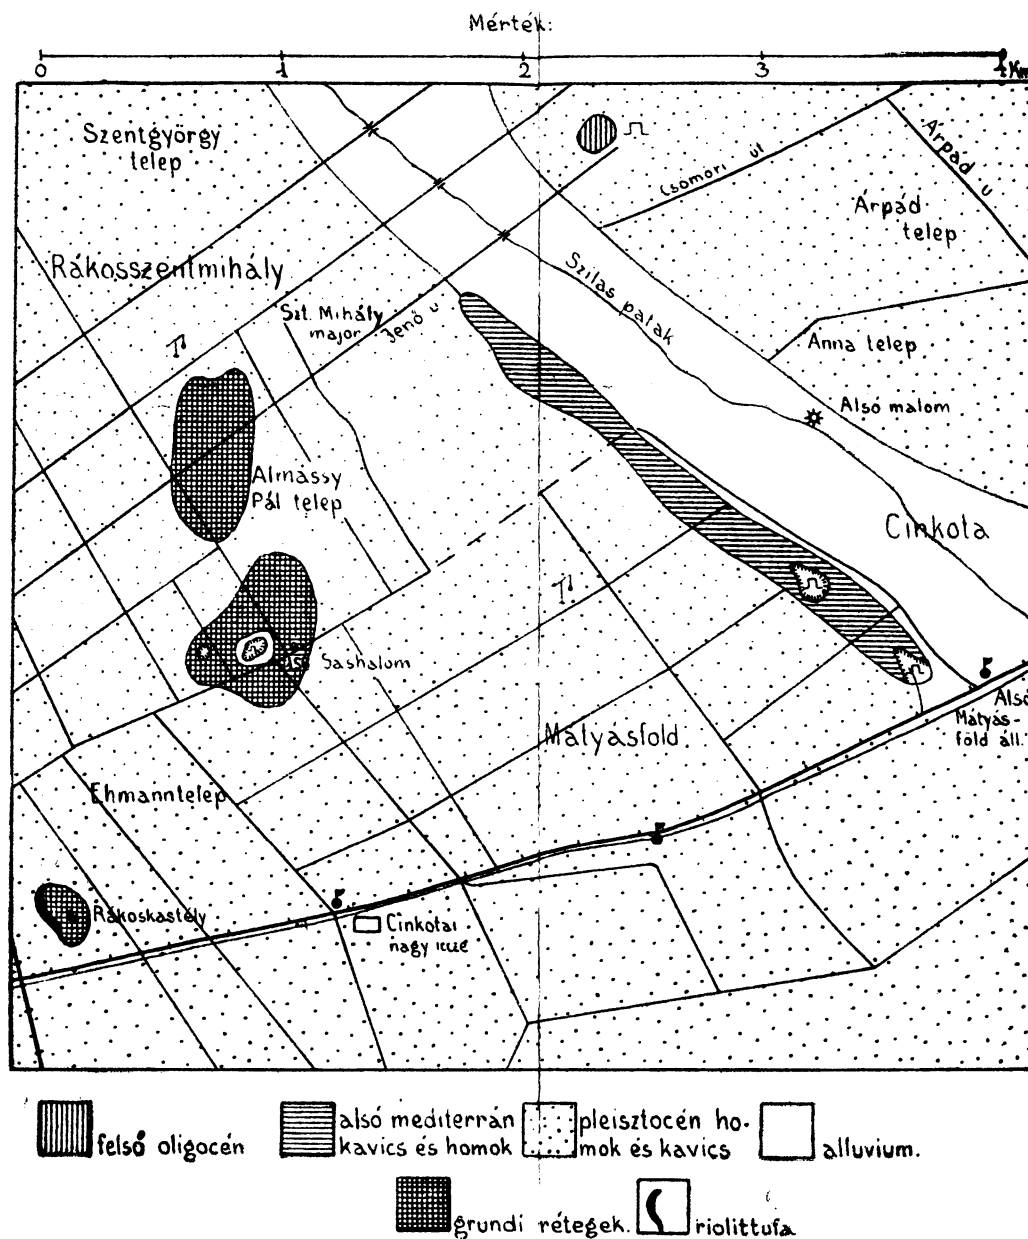 Mérték:
0 1 2 3 4 Km
Szentgyörgy
telep
Csomöri út
Árpád u
Árpád
telep
Rákosszentmihály
Szilas patak
Szt. Mihály
major
Jenő u
Anna telep
Alsó malom
Almássy
Pál telep
Cinkota
Sashalom
Alsó
Mátyás-
föld áll.
Mátyásföld
Ehmanntelep
Rákoskastély
Cinkotai
nagy
felső oligocén
alsó mediterrán
kavics és homok
pleisztocén ho-
mok és kavics
alluvium.
grundi rétegek.
riolittufa